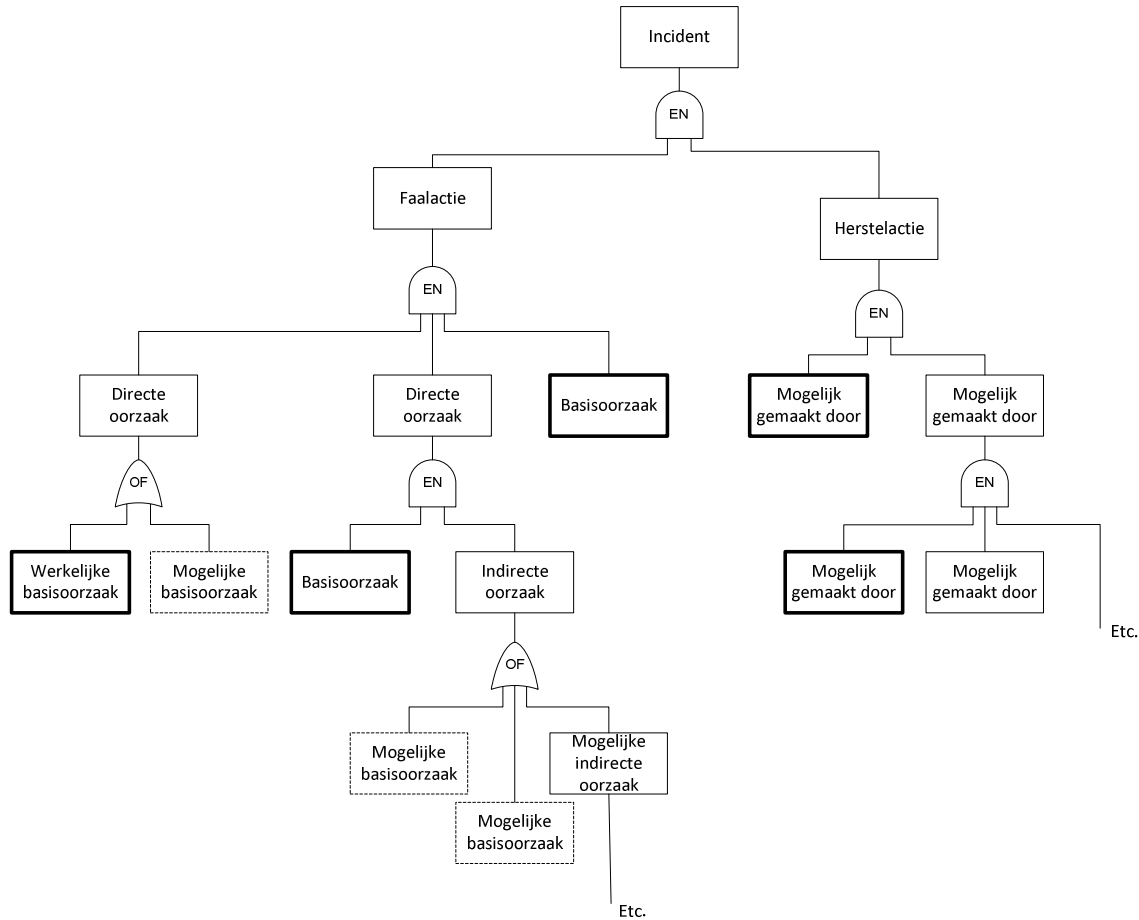 Incident
EN
Faalactie
Herstelactie
EN
EN
Directe
oorzaak
Directe
oorzaak
Basisoorzaak
Mogelijk
gemaakt door
Mogelijk
gemaakt door
OF
EN
EN
Werkelijke
basisoorzaak
Mogelijke
basisoorzaak
Basisoorzaak
Indirecte
oorzaak
Mogelijk
gemaakt door
Mogelijk
gemaakt door
Etc.
OF
Mogelijke
basisoorzaak
Mogelijke
indirecte
oorzaak
Mogelijke
basisoorzaak
Etc.